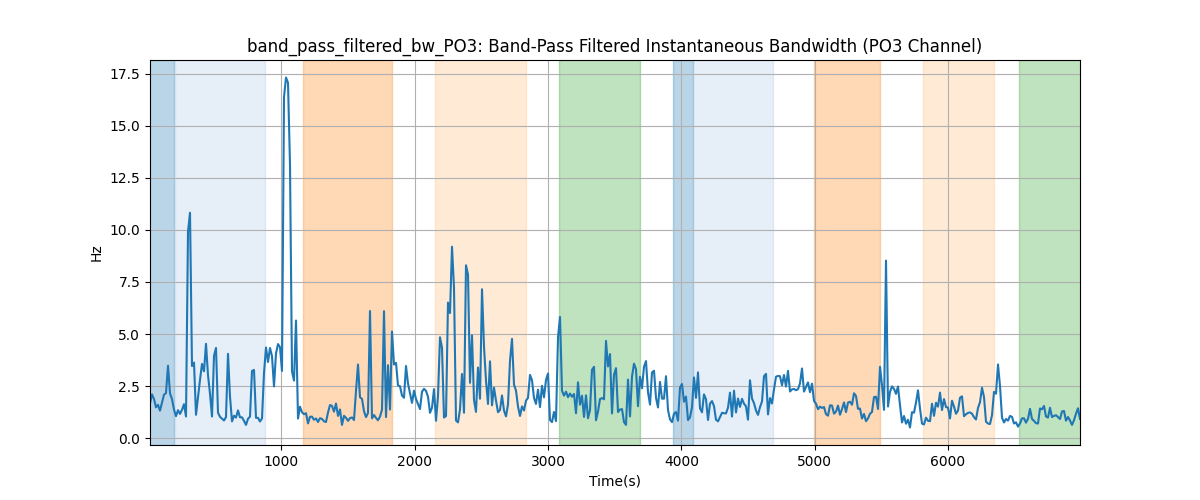 band_pass_filtered_bw_PO3: Band-Pass Filtered Instantaneous Bandwidth (PO3 Channel)
17.5
15.0
12.5
10.0
7.5
5.0
2.5
0.0
Hz
1000 2000 3000 4000 5000 6000
Time(s)